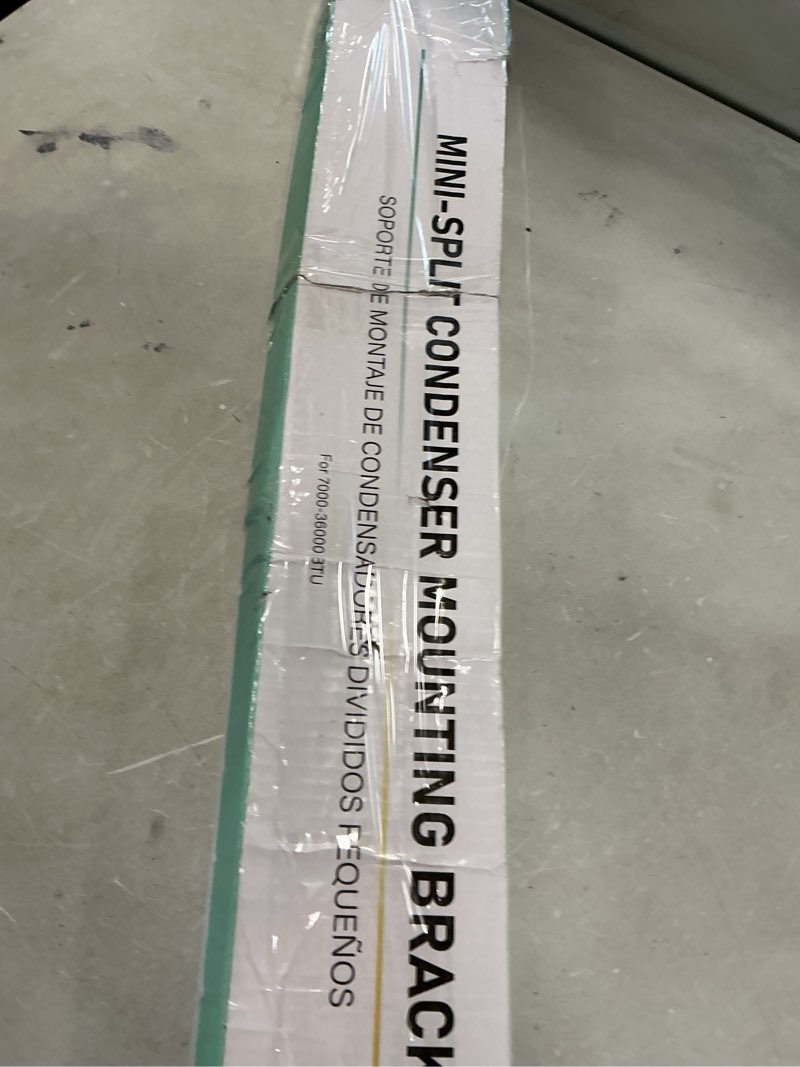 MINI-SPLIT CONDENSER MOUNTING BRACK
SOPORTE DE MONTAJE DE CONDENSADORES DIVIDIDOS PEQUEÑOS
For 7000-36000 BTU